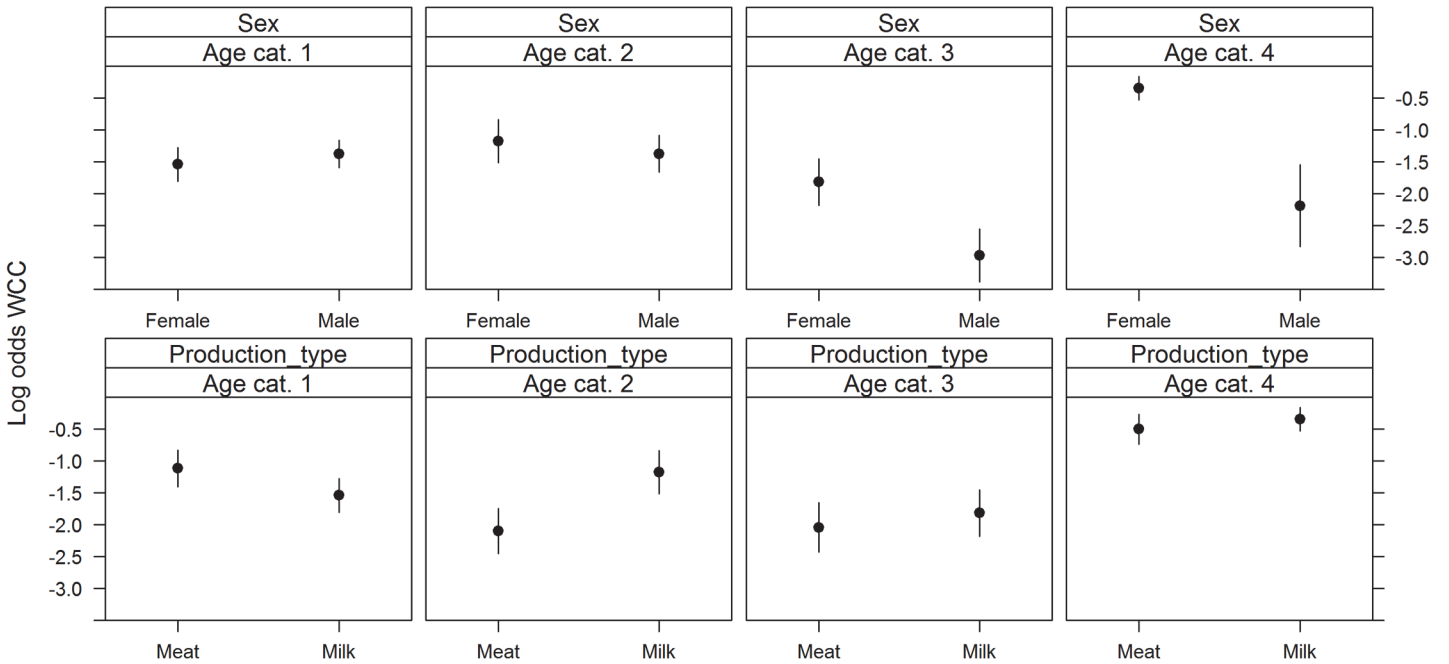 Sex Sex Sex Sex
Age cat. 1 Age cat. 2 Age cat. 3 Age cat. 4
-0.5
-1.0
-1.5
-2.0
-2.5
-3.0
Female Male Female Male Female Male Female Male
Log odds WCC
Production_type Production_type Production_type Production_type
Age cat. 1 Age cat. 2 Age cat. 3 Age cat. 4
-0.5
-1.0
-1.5
-2.0
-2.5
-3.0
Meat Milk Meat Milk Meat Milk Meat Milk